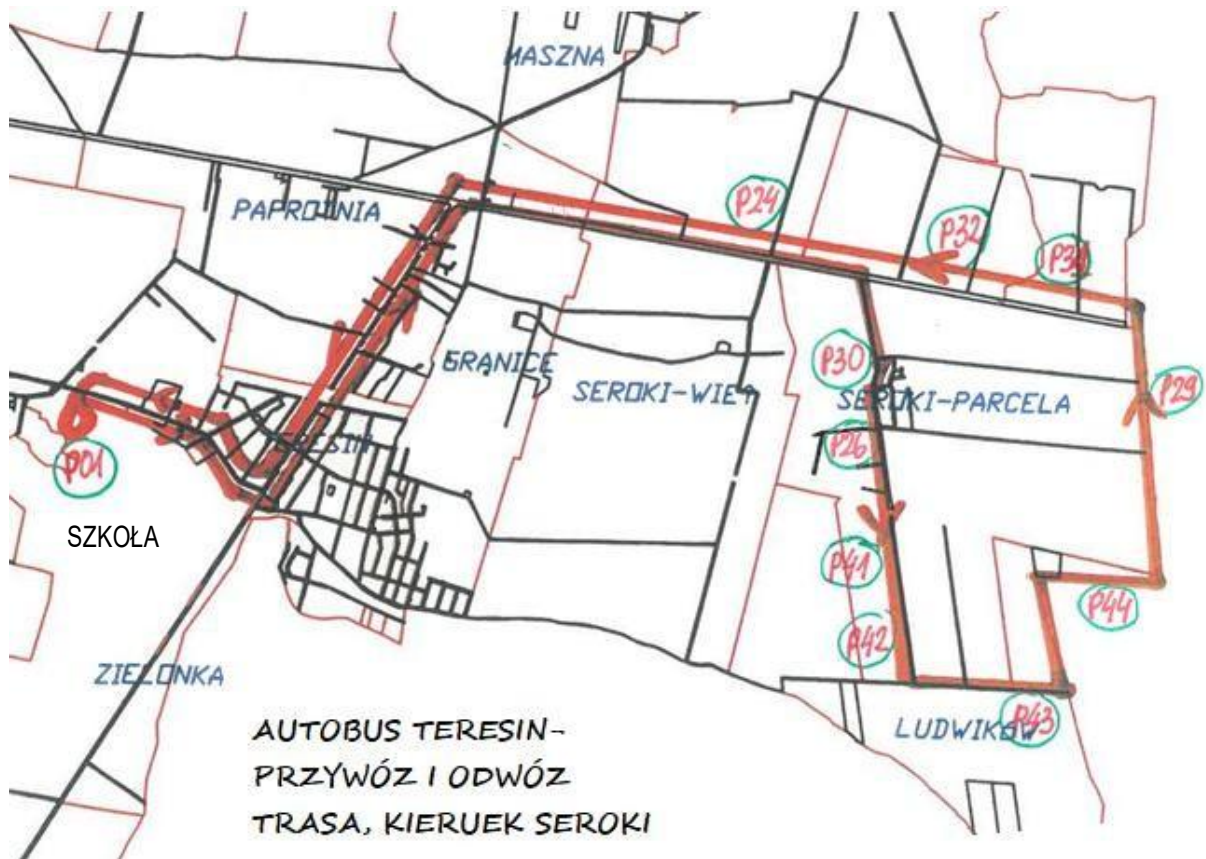 MASZNA
PAPROTNIA
P24
P32
P31
GRANICE
SEROKI-WIEŚ
P30
SEROKI-PARCELA
P29
P26
P01
SZKOŁA
P41
P44
P42
ZIELONKA
P43
LUDWIKÓW
AUTOBUS TERESIN-
PRZYWÓZ I ODWÓZ
TRASA, KIERUEK SEROKI